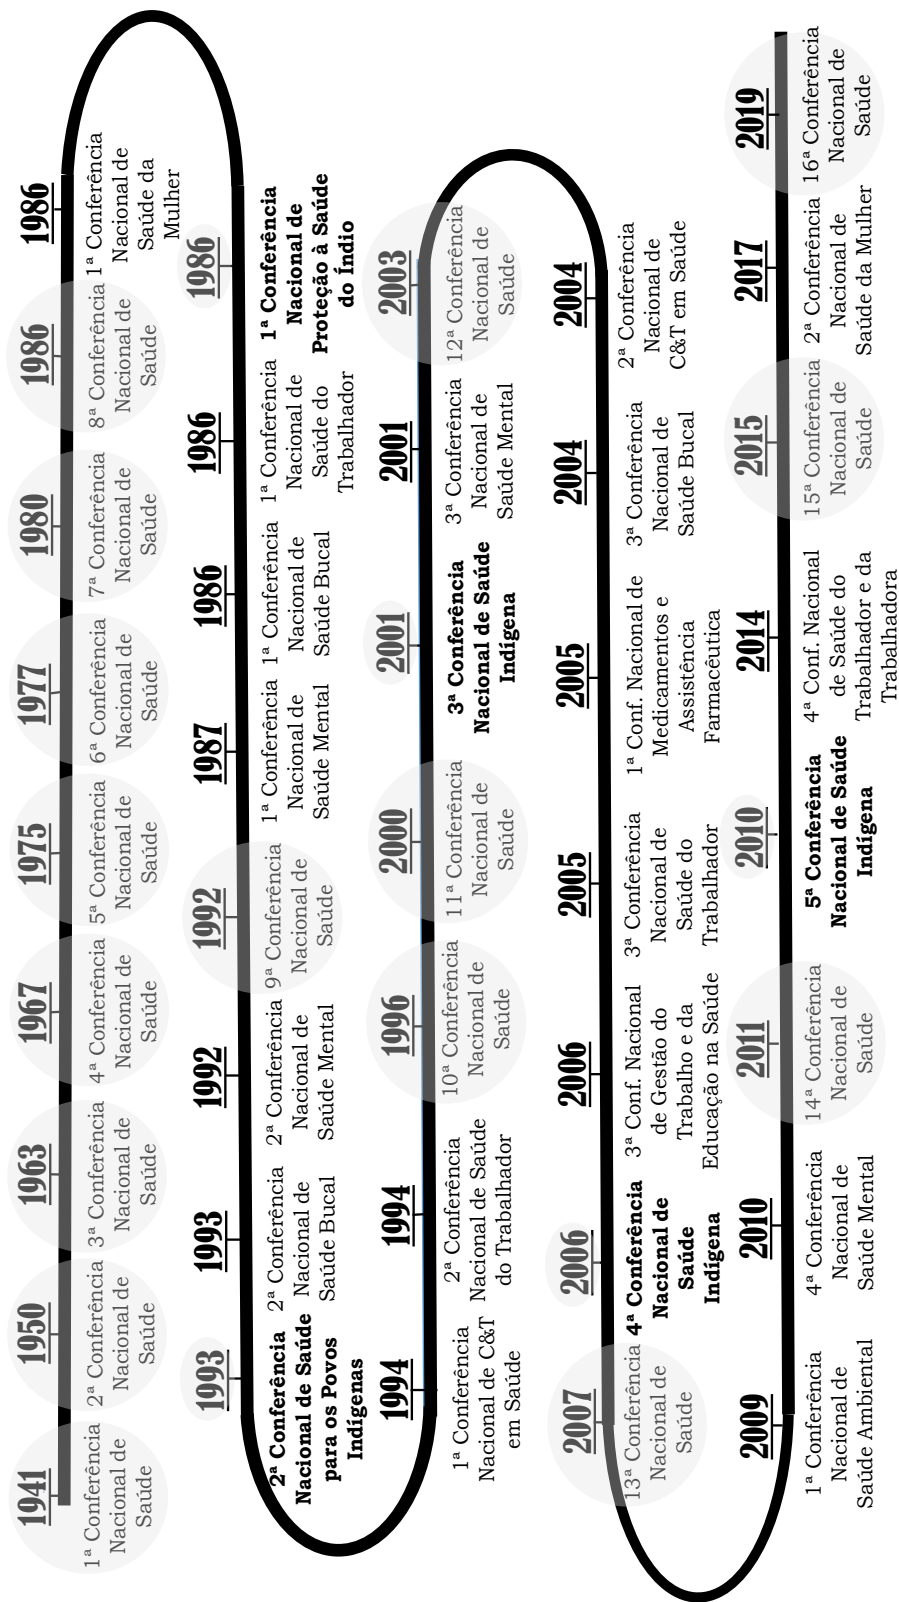 1941
1ª Conferência
Nacional de
Saúde
1950
2ª Conferência
Nacional de
Saúde
1963
3ª Conferência
Nacional de
Saúde
1967
4ª Conferência
Nacional de
Saúde
1975
5ª Conferência
Nacional de
Saúde
1977
6ª Conferência
Nacional de
Saúde
1980
7ª Conferência
Nacional de
Saúde
1986
8ª Conferência
Nacional de
Saúde
1986
1ª Conferência
Nacional de
Saúde da
Mulher
1986
1ª Conferência
Nacional de
Proteção à Saúde
do Índio
1986
1ª Conferência
Nacional de
Saúde do
Trabalhador
1986
1ª Conferência
Nacional de
Saúde Bucal
1987
1ª Conferência
Nacional de
Saúde Mental
1992
9ª Conferência
Nacional de
Saúde
1992
2ª Conferência
Nacional de
Saúde Mental
1993
2ª Conferência
Nacional de
Saúde Bucal
1993
2ª Conferência
Nacional de Saúde
para os Povos
Indígenas
1994
1ª Conferência
Nacional de C&T
em Saúde
1994
2ª Conferência
Nacional de Saúde
do Trabalhador
1996
10ª Conferência
Nacional de
Saúde
2000
11ª Conferência
Nacional de
Saúde
2001
3ª Conferência
Nacional de Saúde
Indígena
2001
3ª Conferência
Nacional de
Saúde Mental
2003
12ª Conferência
Nacional de
Saúde
2004
2ª Conferência
Nacional de
C&T em Saúde
2004
3ª Conferência
Nacional de
Saúde Bucal
2005
1ª Conf. Nacional de
Medicamentos e
Assistência
Farmacêutica
2005
3ª Conferência
Nacional de
Saúde do
Trabalhador
2006
3ª Conf. Nacional
de Gestão do
Trabalho e da
Educação na Saúde
2006
4ª Conferência
Nacional de
Saúde
Indígena
2007
13ª Conferência
Nacional de
Saúde
2009
1ª Conferência
Nacional de
Saúde Ambiental
2010
4ª Conferência
Nacional de
Saúde Mental
2011
14ª Conferência
Nacional de
Saúde
2010
5ª Conferência
Nacional de Saúde
Indígena
2014
4ª Conf. Nacional
de Saúde do
Trabalhador e da
Trabalhadora
2015
15ª Conferência
Nacional de
Saúde
2017
2ª Conferência
Nacional de
Saúde da Mulher
2019
16ª Conferência
Nacional de
Saúde